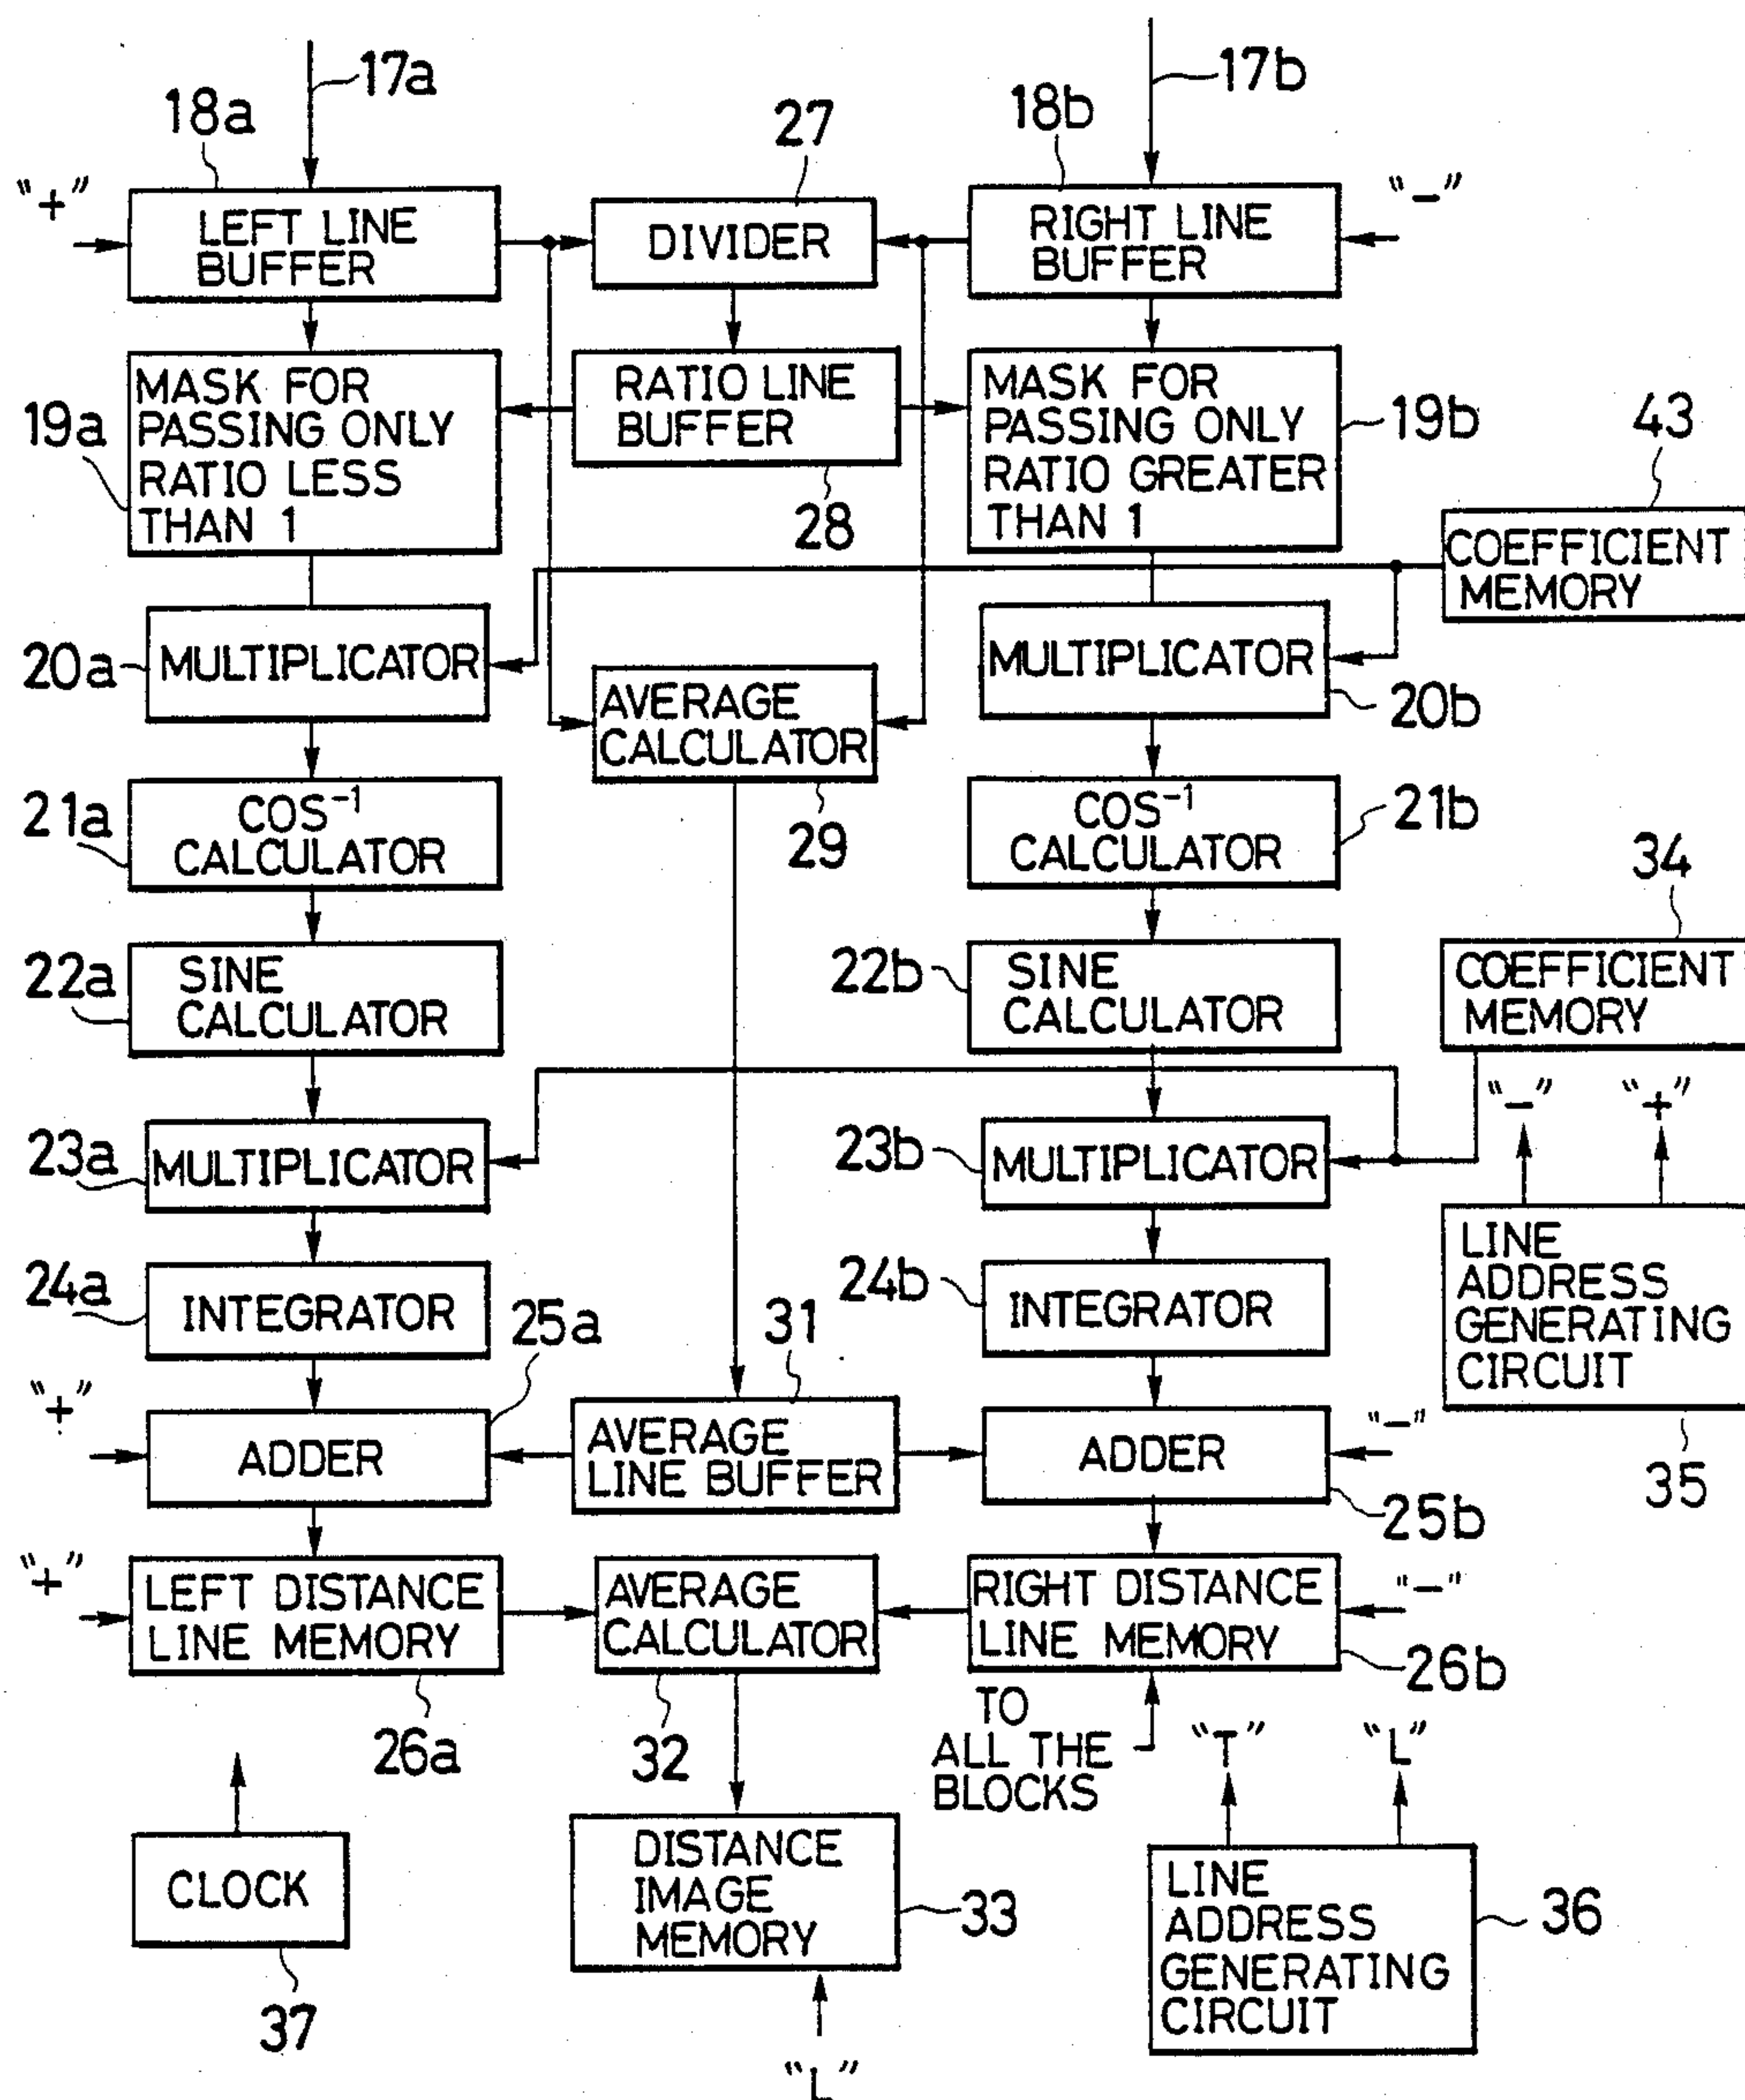 17a
17b
18a
27
18b
“+”
LEFT LINE
BUFFER
DIVIDER
RIGHT LINE
BUFFER
“-”
19a
MASK FOR
PASSING ONLY
RATIO LESS
THAN 1
RATIO LINE
BUFFER
28
MASK FOR
PASSING ONLY
RATIO GREATER
THAN 1
19b
43
COEFFICIENT
MEMORY
20a
MULTIPLICATOR
AVERAGE
CALCULATOR
29
MULTIPLICATOR
20b
21a
COS⁻¹
CALCULATOR
COS⁻¹
CALCULATOR
21b
34
22a
SINE
CALCULATOR
22b
SINE
CALCULATOR
COEFFICIENT
MEMORY
“-”
“+”
23a
MULTIPLICATOR
23b
MULTIPLICATOR
LINE
ADDRESS
GENERATING
CIRCUIT
35
24a
INTEGRATOR
25a
31
24b
INTEGRATOR
“+”
ADDER
AVERAGE
LINE BUFFER
ADDER
“-”
25b
“+”
LEFT DISTANCE
LINE MEMORY
26a
AVERAGE
CALCULATOR
32
RIGHT DISTANCE
LINE MEMORY
"-"
26b
TO
ALL THE
BLOCKS
“T”
“L”
CLOCK
37
DISTANCE
IMAGE
MEMORY
33
“L”
LINE
ADDRESS
GENERATING
CIRCUIT
36